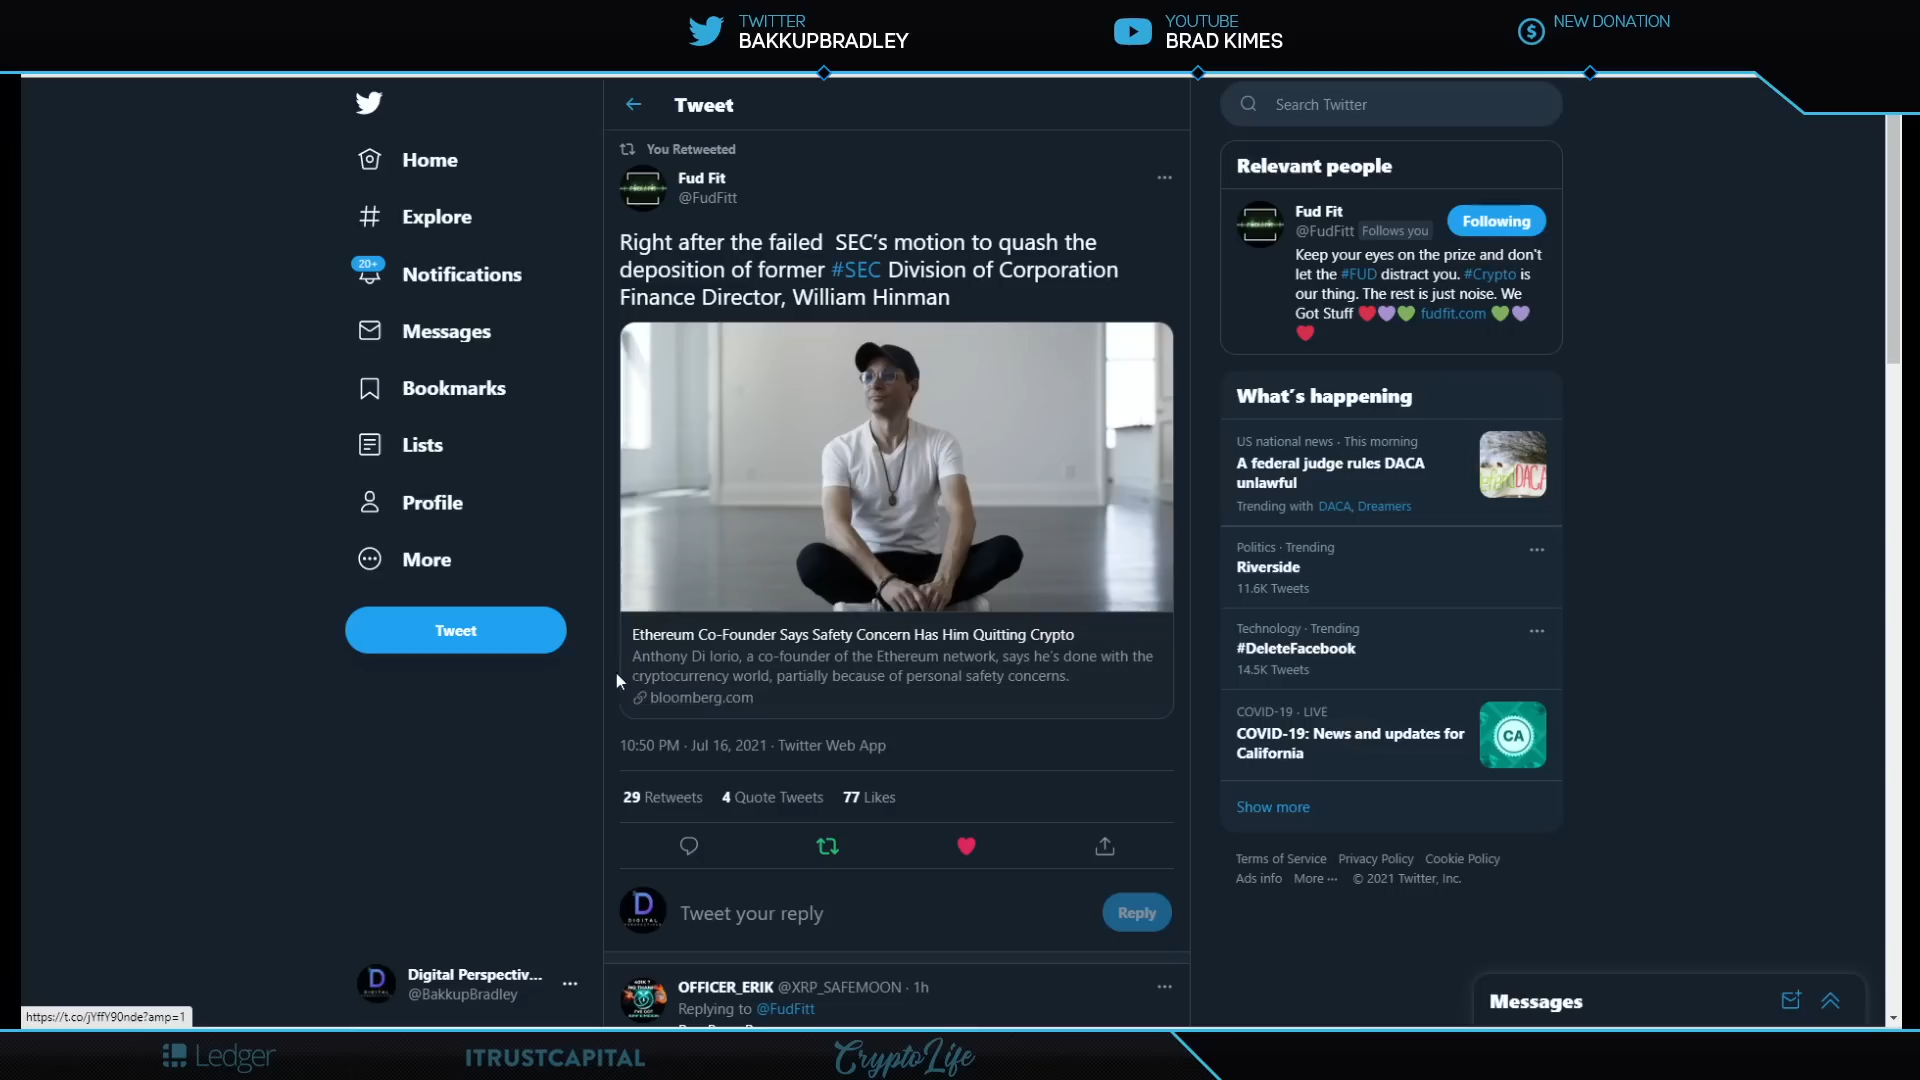 TWITTER
BAKKUPBRADLEY
YOUTUBE
BRAD KIMES
NEW DONATION
Home
Explore
20+
Notifications
Messages
Bookmarks
Lists
Profile
More
Tweet
Digital Perspectiv...
@BakkupBradley
https://t.co/jYffY90nde?amp=1
Tweet
You Retweeted
Fud Fit
@FudFitt
Right after the failed SEC's motion to quash the
deposition of former #SEC Division of Corporation
Finance Director, William Hinman
Ethereum Co-Founder Says Safety Concern Has Him Quitting Crypto
Anthony Di Iorio, a co-founder of the Ethereum network, says he's done with the
cryptocurrency world, partially because of personal safety concerns.
bloomberg.com
10:50 PM · Jul 16, 2021 · Twitter Web App
29 Retweets 4 Quote Tweets 77 Likes
Tweet your reply
Reply
OFFICER_ERIK @XRP_SAFEMOON · 1h
Replying to @FudFitt
Search Twitter
Relevant people
Fud Fit
@FudFitt Follows you
Following
Keep your eyes on the prize and don't
let the #FUD distract you. #Crypto is
our thing. The rest is just noise. We
Got Stuff ❤️💜💚 fudfit.com 💚💜
❤️
What's happening
US national news · This morning
A federal judge rules DACA
unlawful
Trending with DACA, Dreamers
DACA
Politics · Trending
Riverside
11.6K Tweets
Technology · Trending
#DeleteFacebook
14.5K Tweets
COVID-19 · LIVE
COVID-19: News and updates for
California
CA
Show more
Terms of Service Privacy Policy Cookie Policy
Ads info More ··· © 2021 Twitter, Inc.
Messages
Ledger
ITRUSTCAPITAL
CryptoLife